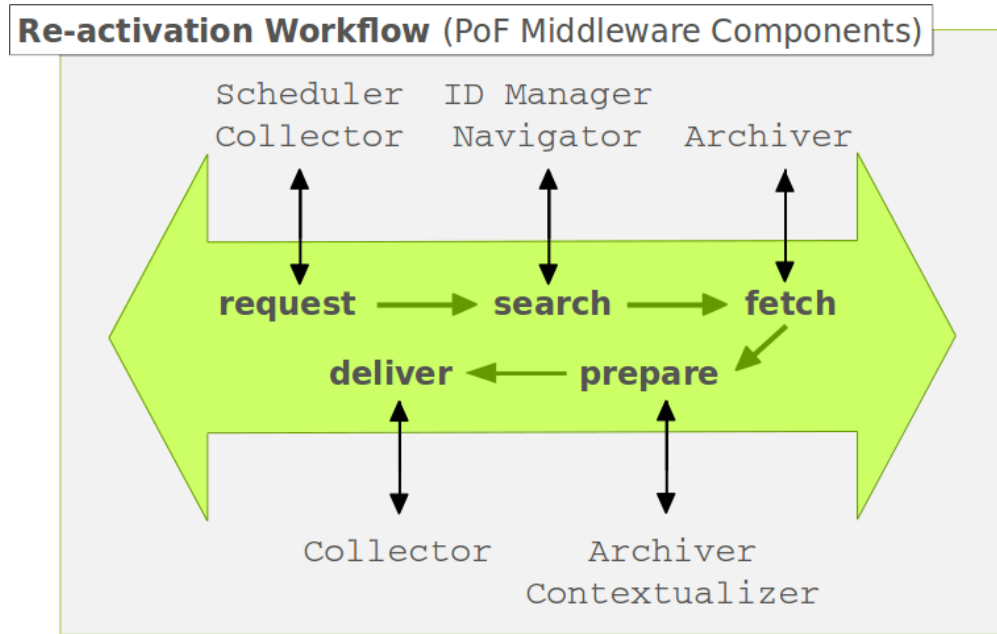 Re-activation Workflow (PoF Middleware Components)
Scheduler ID Manager
Collector Navigator Archiver
request search fetch
deliver prepare
Collector Archiver
Contextualizer